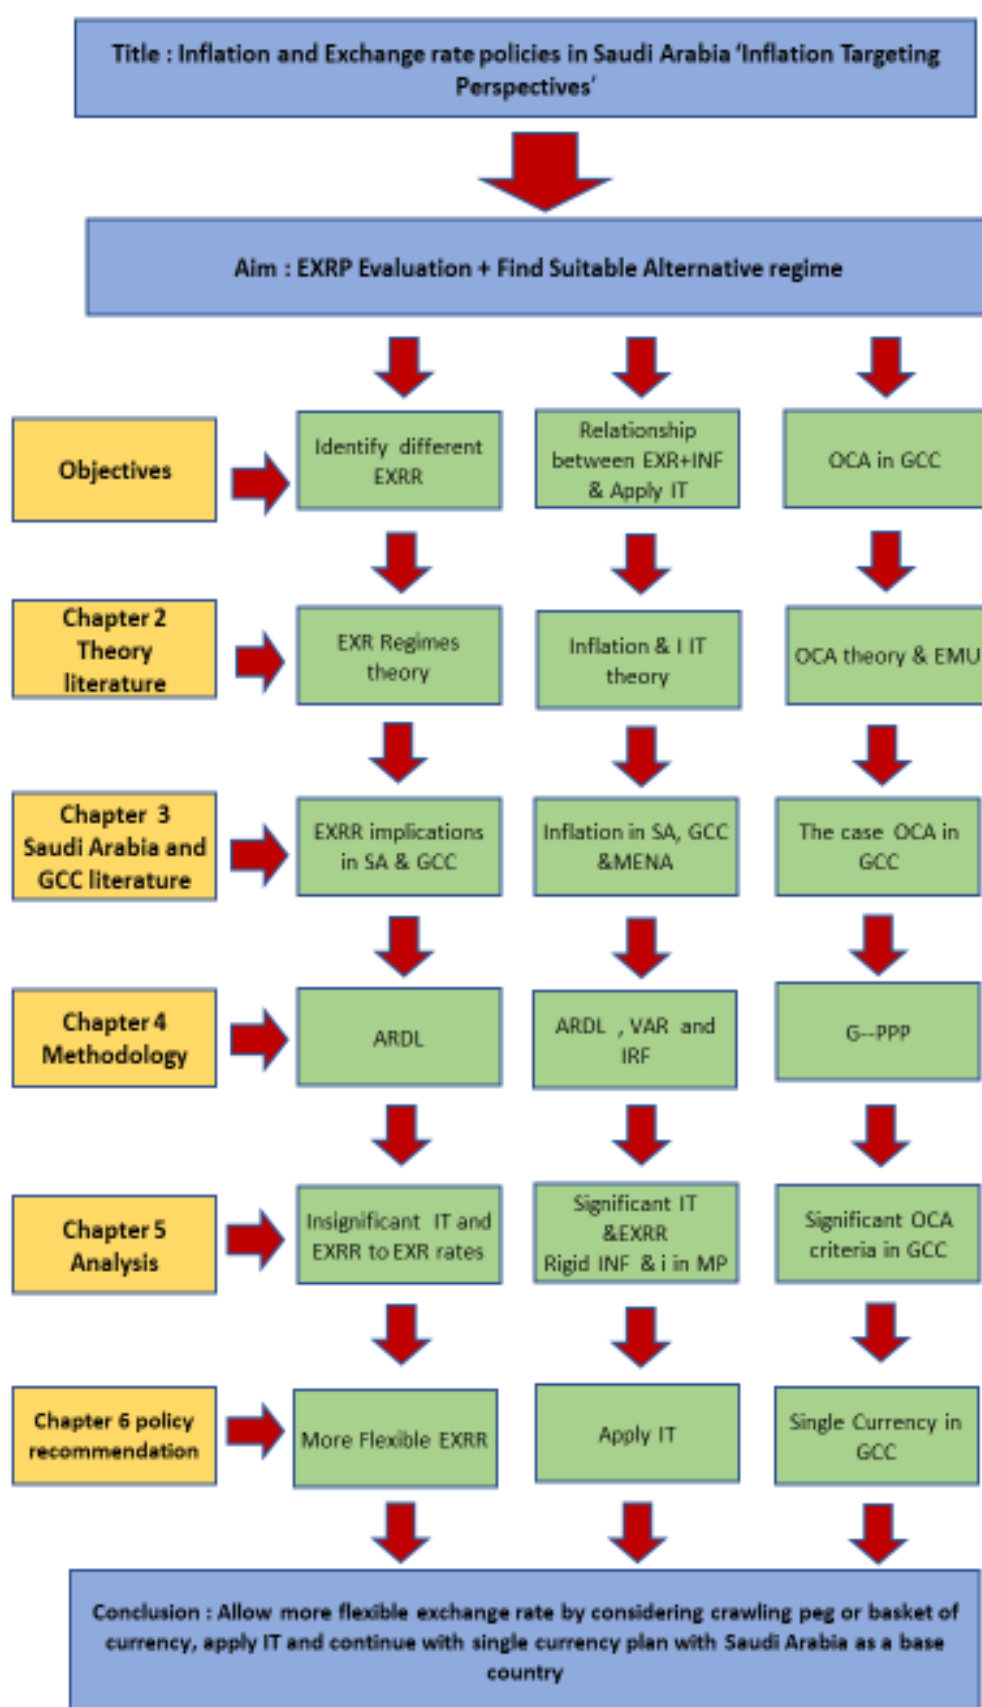 Title : Inflation and Exchange rate policies in Saudi Arabia ‘Inflation Targeting
Perspectives’
Aim : EXRP Evaluation + Find Suitable Alternative regime
Objectives
Identify different
EXRR
Relationship
between EXR+INF
& Apply IT
OCA in GCC
Chapter 2
Theory
literature
EXR Regimes
theory
Inflation & I IT
theory
OCA theory & EMU
Chapter 3
Saudi Arabia and
GCC literature
EXRR implications
in SA & GCC
Inflation in SA, GCC
&MENA
The case OCA in
GCC
Chapter 4
Methodology
ARDL
ARDL , VAR and
IRF
G--PPP
Chapter 5
Analysis
Insignificant IT and
EXRR to EXR rates
Significant IT
&EXRR
Rigid INF & i in MP
Significant OCA
criteria in GCC
Chapter 6 policy
recommendation
More Flexible EXRR
Apply IT
Single Currency in
GCC
Conclusion : Allow more flexible exchange rate by considering crawling peg or basket of
currency, apply IT and continue with single currency plan with Saudi Arabia as a base
country